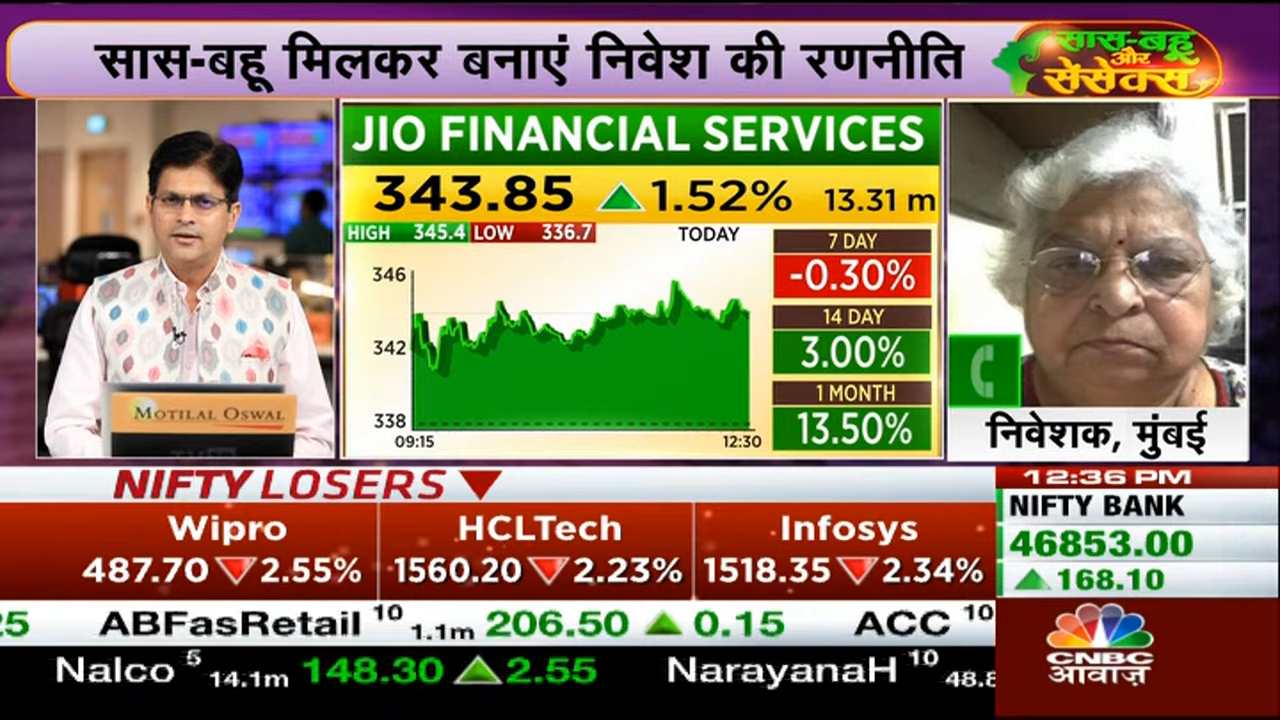 सास-बहू मिलकर बनाएं निवेश की रणनीति
सास-बहू
और
सेंसेक्स
JIO FINANCIAL SERVICES
343.85 ▲ 1.52% 13.31 m
HIGH 345.4 LOW 336.7 TODAY
346
342
338
09:15 12:30
7 DAY
-0.30%
14 DAY
3.00%
1 MONTH
13.50%
MOTILAL OSWAL
निवेशक, मुंबई
NIFTY LOSERS ▼
Wipro
487.70 ▼ 2.55%
HCLTech
1560.20 ▼ 2.23%
Infosys
1518.35 ▼ 2.34%
12:36 PM
NIFTY BANK
46853.00
▲ 168.10
25 ABFasRetail 10 1.1m 206.50 ▲ 0.15 ACC 10
Nalco 5 14.1m 148.30 ▲ 2.55 NarayanaH 10 48.8
CNBC
आवाज़